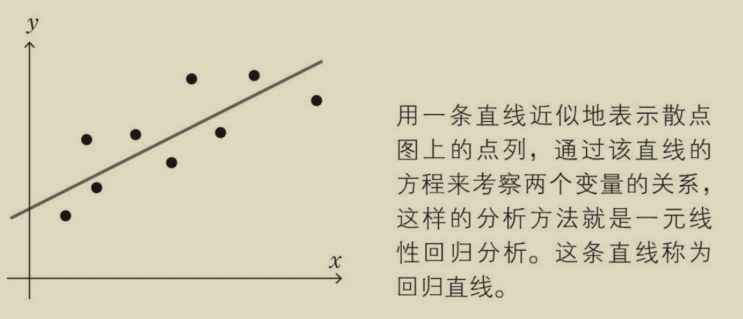 y
x
用一条直线近似地表示散点
图上的点列，通过该直线的
方程来考察两个变量的关系，
这样的分析方法就是一元线
性回归分析。这条直线称为
回归直线。